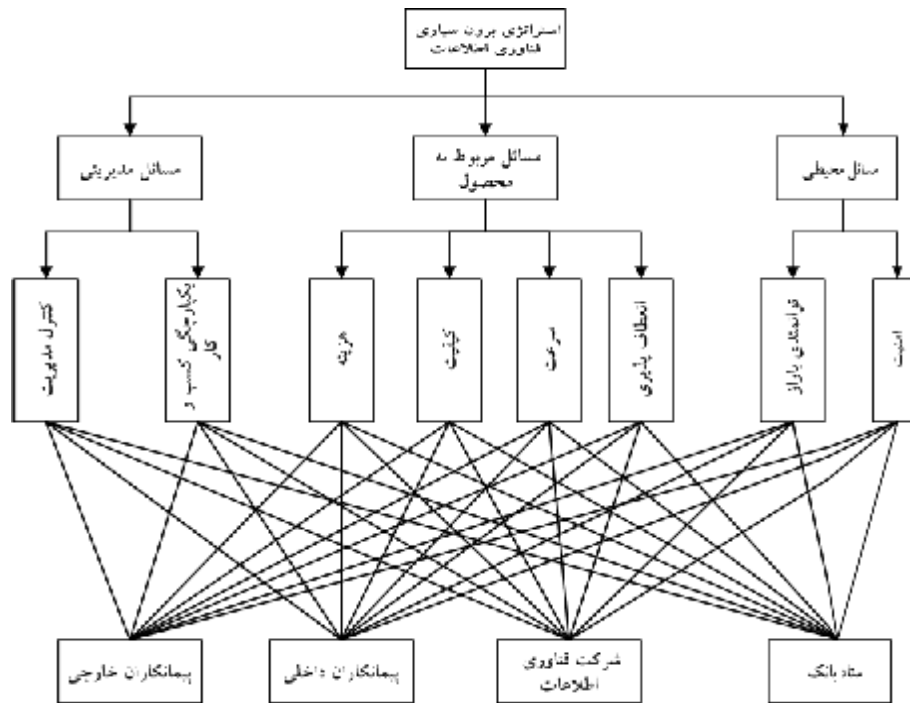 استراتژی برون سپاری
فناوری اطلاعات
مسائل محیطی
مسائل مربوط به
محصول
مسائل مدیریتی
امنیت
توانمندی بازار
انعطاف پذیری
سرعت
کیفیت
هزینه
یکپارچگی کسب و
کار
کنترل مدیریت
ستاد بانک
شرکت فناوری
اطلاعات
پیمانکاران داخلی
پیمانکاران خارجی